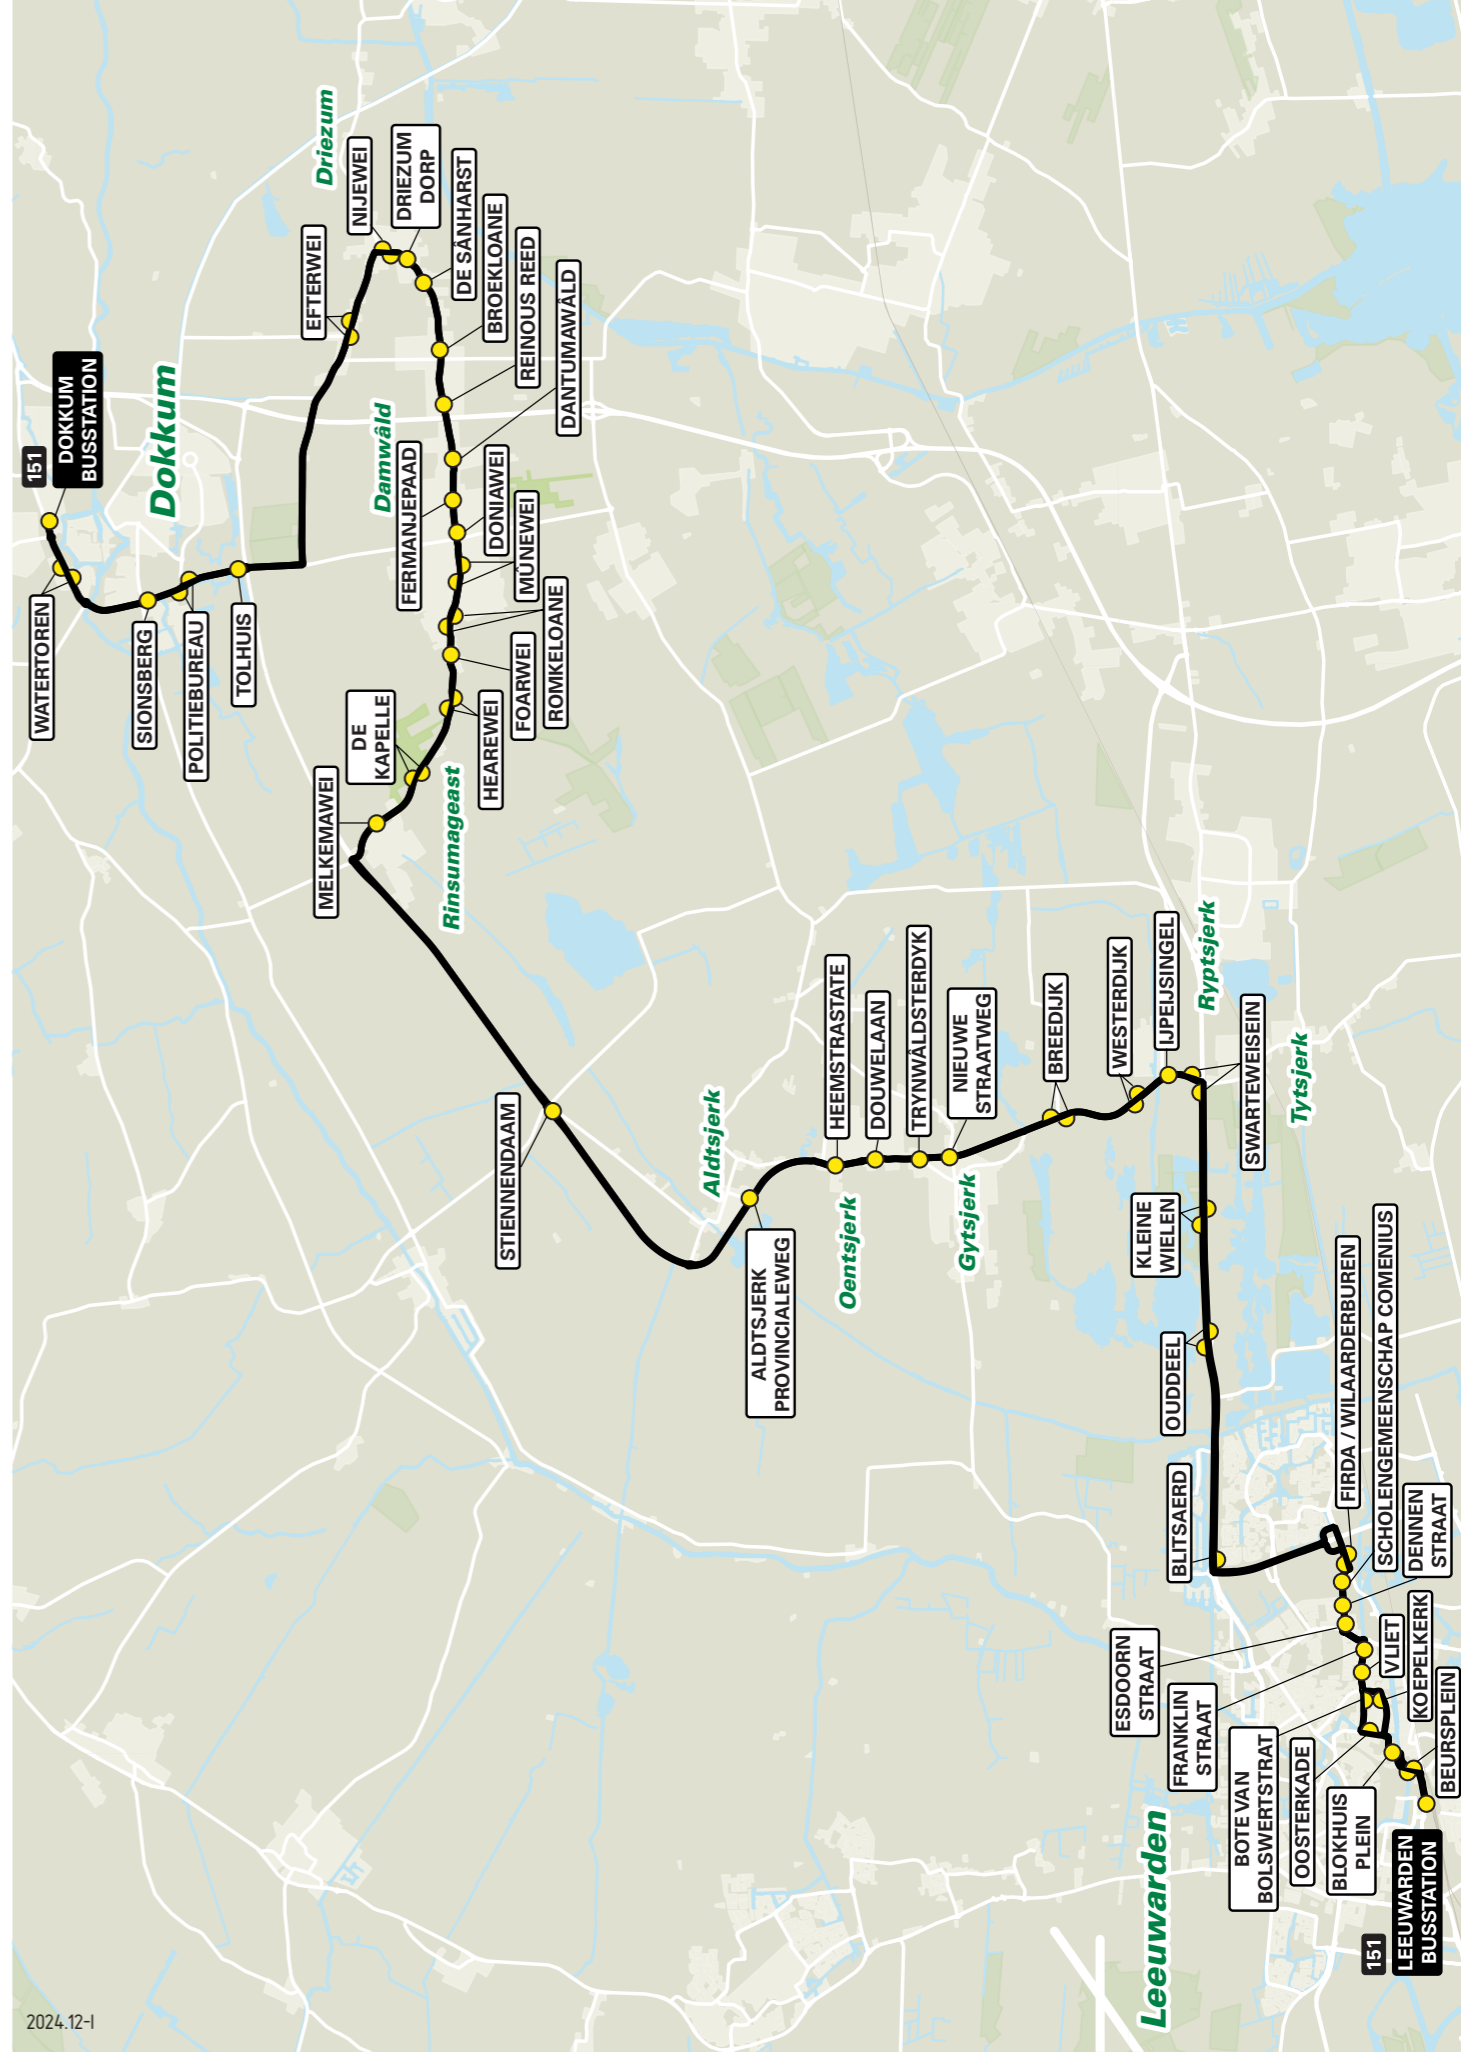 151
DOKKUM
BUSSTATION
WATERTOREN
Dokkum
SIONSBERG
POLITIEBUREAU
TOLHUIS
EFTERWEI
Driezum
NIJEWEI
DRIEZUM
DORP
DE SÂNHARST
BROEKLOANE
REINOUS REED
DANTUMAWÂLD
Damwâld
FERMANJEPAAD
DONIAWEI
MÛNEWEI
ROMKELOANE
FOARWEI
HEAREWEI
DE
KAPELLE
Rinsumageast
MELKEMAWEI
STIENNENDAAM
Aldtsjerk
ALDTSJERK
PROVINCIALEWEG
HEEMSTRASTATE
Oentsjerk
DOUWELAAN
TRYNWÂLDSTERDYK
NIEUWE
STRAATWEG
Gytsjerk
BREEDIJK
WESTERDIJK
IJPEIJSINGEL
Ryptsjerk
SWARTEWEISEIN
Tytsjerk
KLEINE
WIELEN
OUDDEEL
BLITSAERD
FIRDA / WILAARDERBUREN
SCHOLENGEMEENSCHAP COMENIUS
DENNEN
STRAAT
ESDOORN
STRAAT
FRANKLIN
STRAAT
VLIET
KOEPELKERK
BOTE VAN
BOLSWERTSTRAT
OOSTERKADE
BLOKHUIS
PLEIN
BEURSPLEIN
Leeuwarden
151
LEEUWARDEN
BUSSTATION
2024.12-I